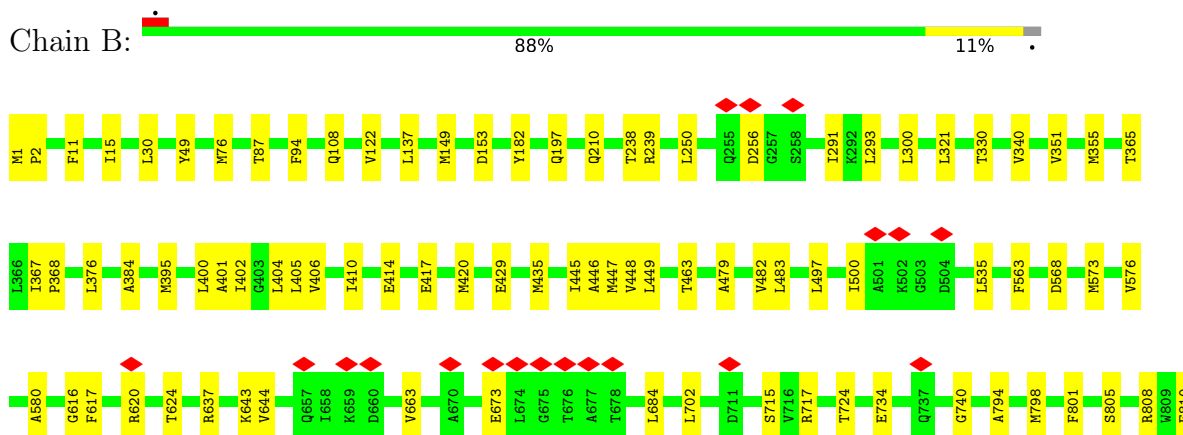 Chain B:
88% 11%
M1 P2 F11 I15 L30 Y49 M76 T87 F94 Q108 V122 L137 M149 D153 Y182 Q197 Q210 T238 R239 L250 Q255 D256 G257 S258 I291 K292 L293 L300 L321 T330 V340 V351 M355 T365
L366 I367 P368 L376 A384 M395 L400 A401 I402 G403 L404 L405 V406 I410 E414 E417 M420 E429 M435 I445 A446 M447 V448 L449 T463 A479 V482 L483 L497 I500 A501 K502 G503 D504 L535 F563 D568 M573 V576
A580 G616 F617 R620 T624 R637 K643 V644 Q657 I658 K659 D660 V663 A670 E673 L674 G675 T676 A677 T678 L684 L702 D711 S715 V716 R717 T724 E734 Q737 G740 A794 M798 F801 S805 R808 W809